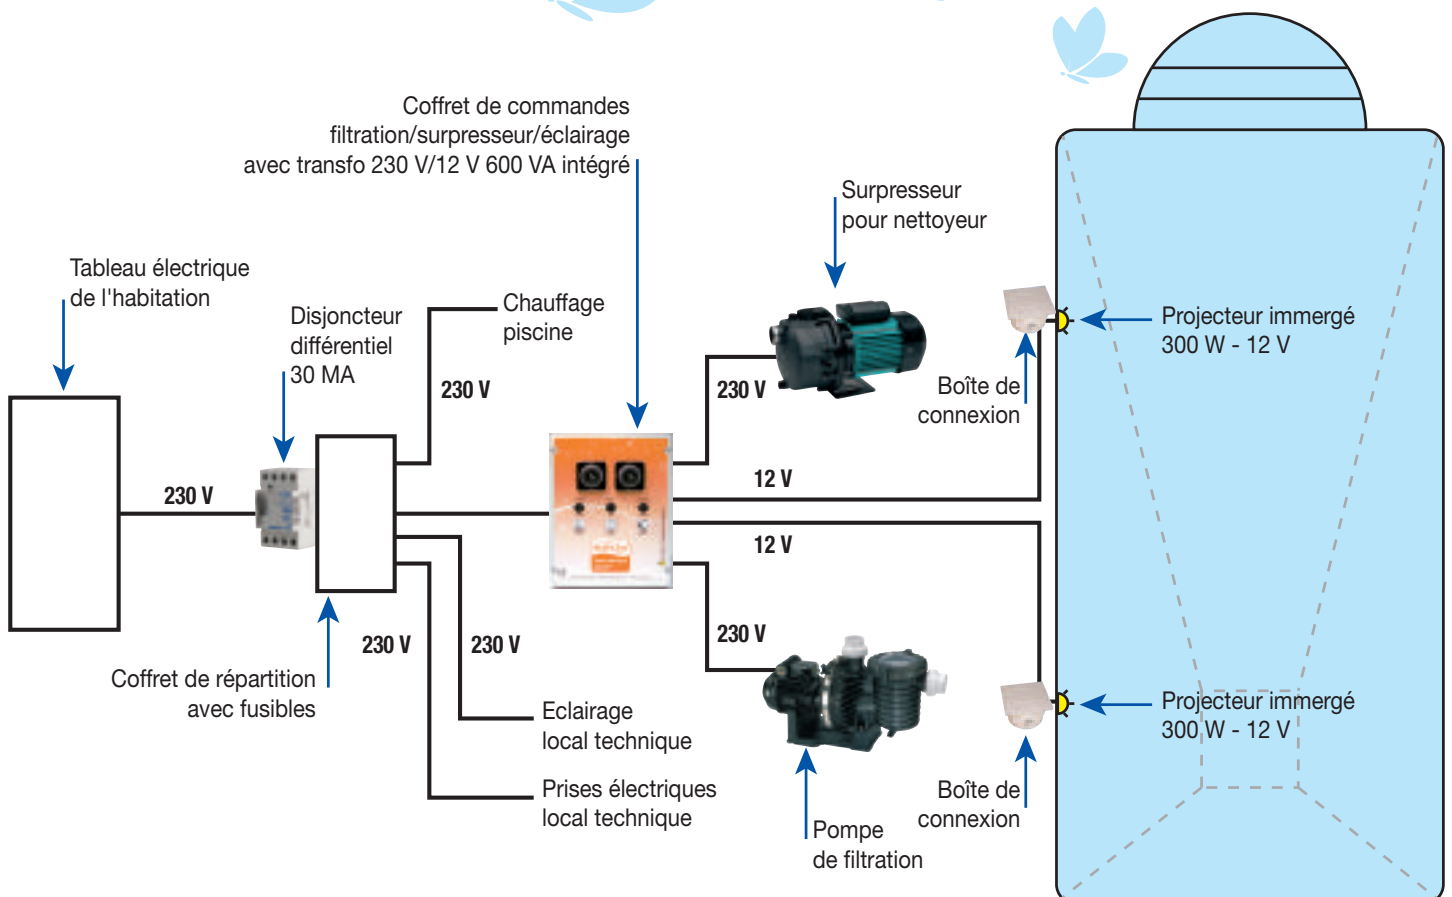 Coffret de commandes
filtration/surpresseur/éclairage
avec transfo 230 V/12 V 600 VA intégré
Surpresseur
pour nettoyeur
Tableau électrique
de l'habitation
Disjoncteur
différentiel
30 MA
Chauffage
piscine
Projecteur immergé
300 W - 12 V
Boîte de
connexion
230 V
230 V
12 V
230 V
12 V
230 V
230 V
230 V
Coffret de répartition
avec fusibles
Eclairage
local technique
Prises électriques
local technique
Pompe
de filtration
Boîte de
connexion
Projecteur immergé
300 W - 12 V